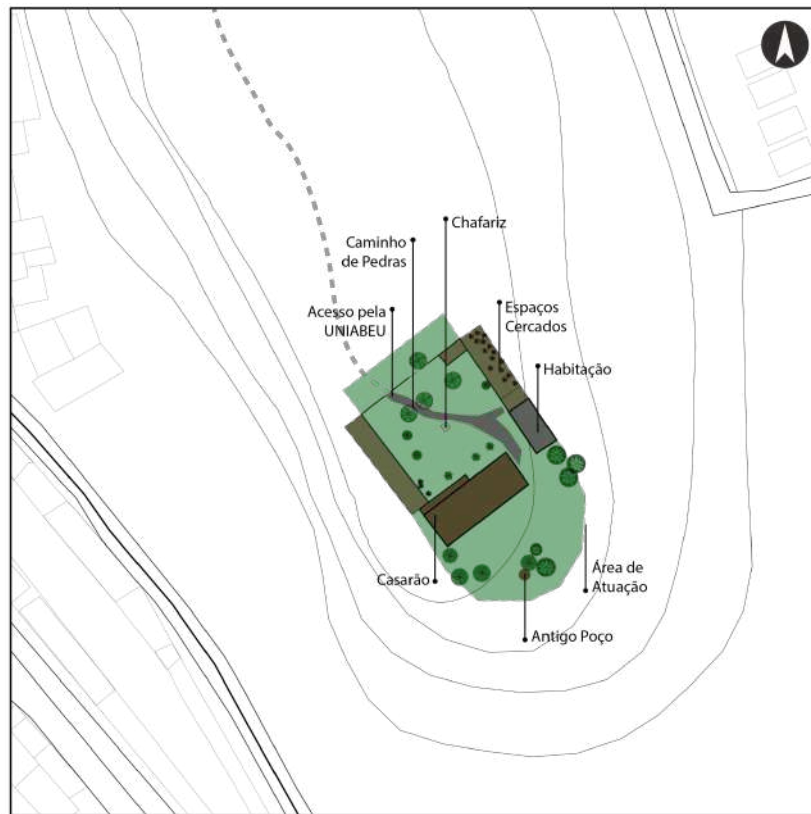 Chafariz
Caminho
de Pedras
Acesso pela
UNIABEU
Espaços
Cercados
Habitação
Casarão
Área de
Atuação
Antigo Poço